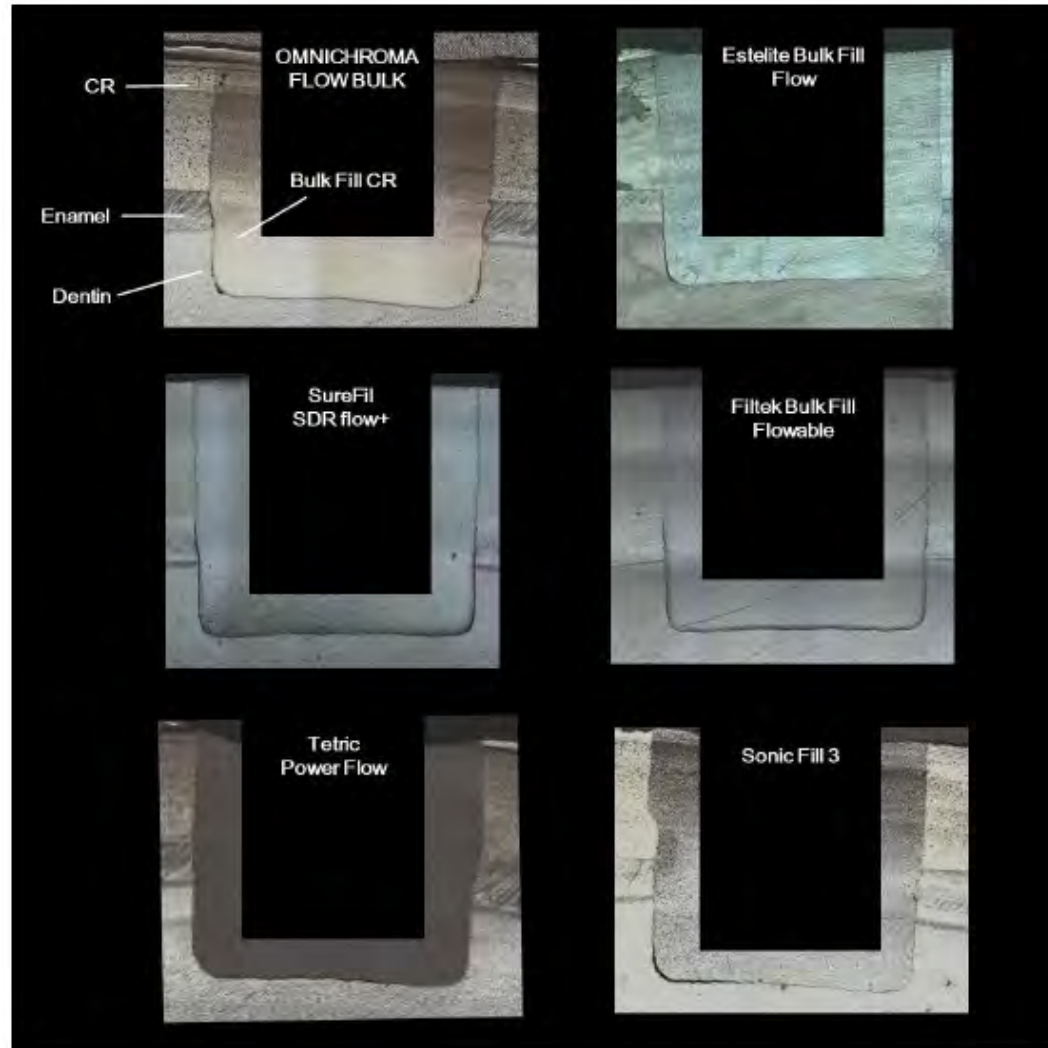 OMNICHROMA
FLOW BULK
Estelite Bulk Fill
Flow
CR
Bulk Fill CR
Enamel
Dentin
SureFil
SDR flow+
Filtek Bulk Fill
Flowable
Tetric
Power Flow
Sonic Fill 3